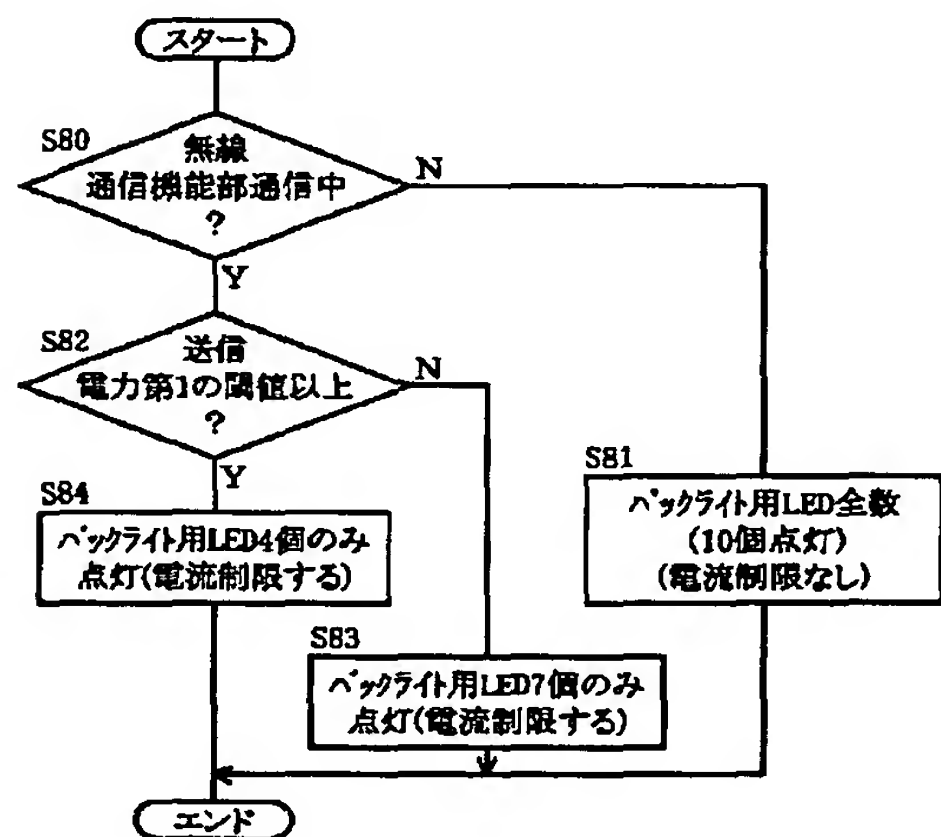 スタート
S80
無線
通信機能部通信中
?
N
Y
S82
送信
電力第1の閾値以上
?
N
Y
S84
バックライト用LED4個のみ
点灯(電流制限する)
S83
バックライト用LED7個のみ
点灯(電流制限する)
S81
バックライト用LED全数
(10個点灯)
(電流制限なし)
エンド